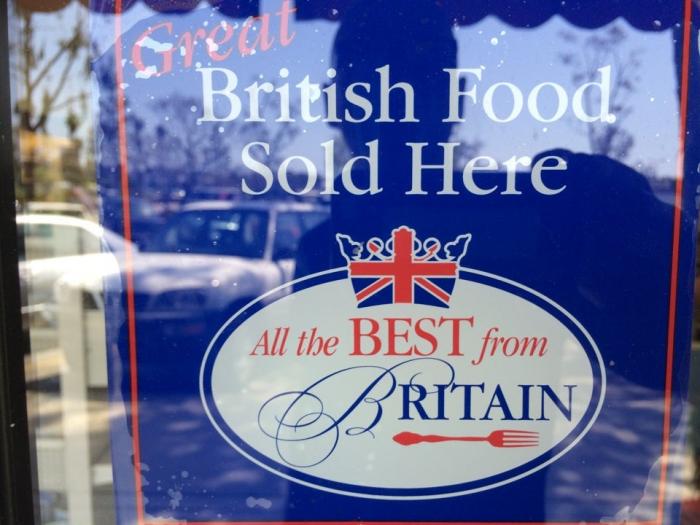 Great
British Food
Sold Here
All the BEST from
BRITAIN